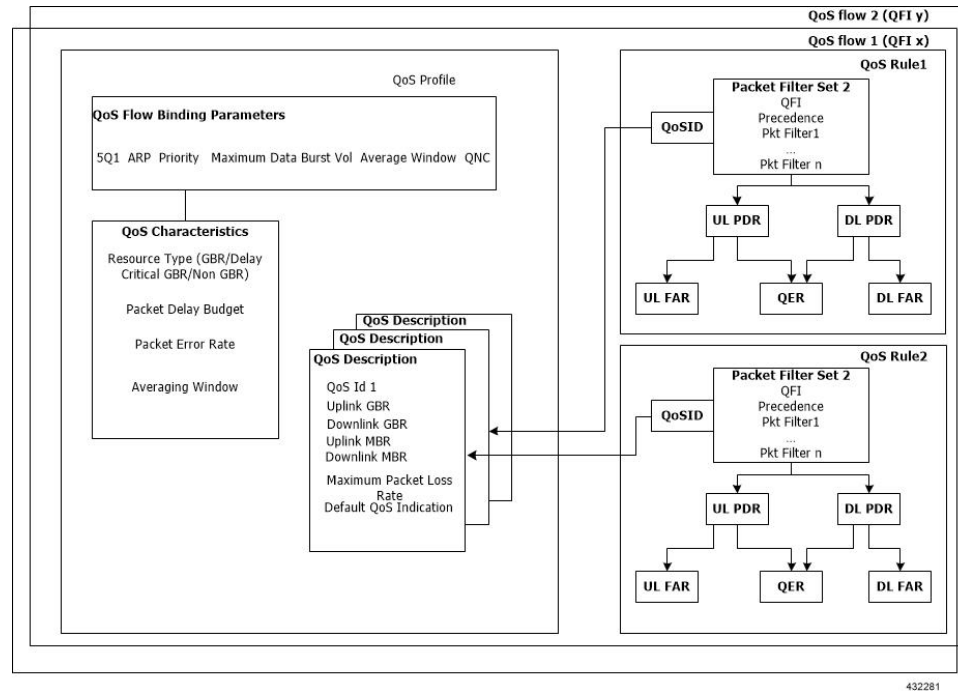 QoS flow 2 (QFI y)
QoS flow 1 (QFI x)
QoS Profile
QoS Flow Binding Parameters
5Q1 ARP Priority Maximum Data Burst Vol Average Window QNC
QoS Characteristics
Resource Type (GBR/Delay
Critical GBR/Non GBR)
Packet Delay Budget
Packet Error Rate
Averaging Window
QoS Description
QoS Description
QoS Description
QoS Id 1
Uplink GBR
Downlink GBR
Uplink MBR
Downlink MBR
Maximum Packet Loss
Rate
Default QoS Indication
QoS Rule1
QoSID
Packet Filter Set 2
QFI
Precedence
Pkt Filter1
...
Pkt Filter n
UL PDR
DL PDR
UL FAR
QER
DL FAR
QoS Rule2
QoSID
Packet Filter Set 2
QFI
Precedence
Pkt Filter1
...
Pkt Filter n
UL PDR
DL PDR
UL FAR
QER
DL FAR
432281